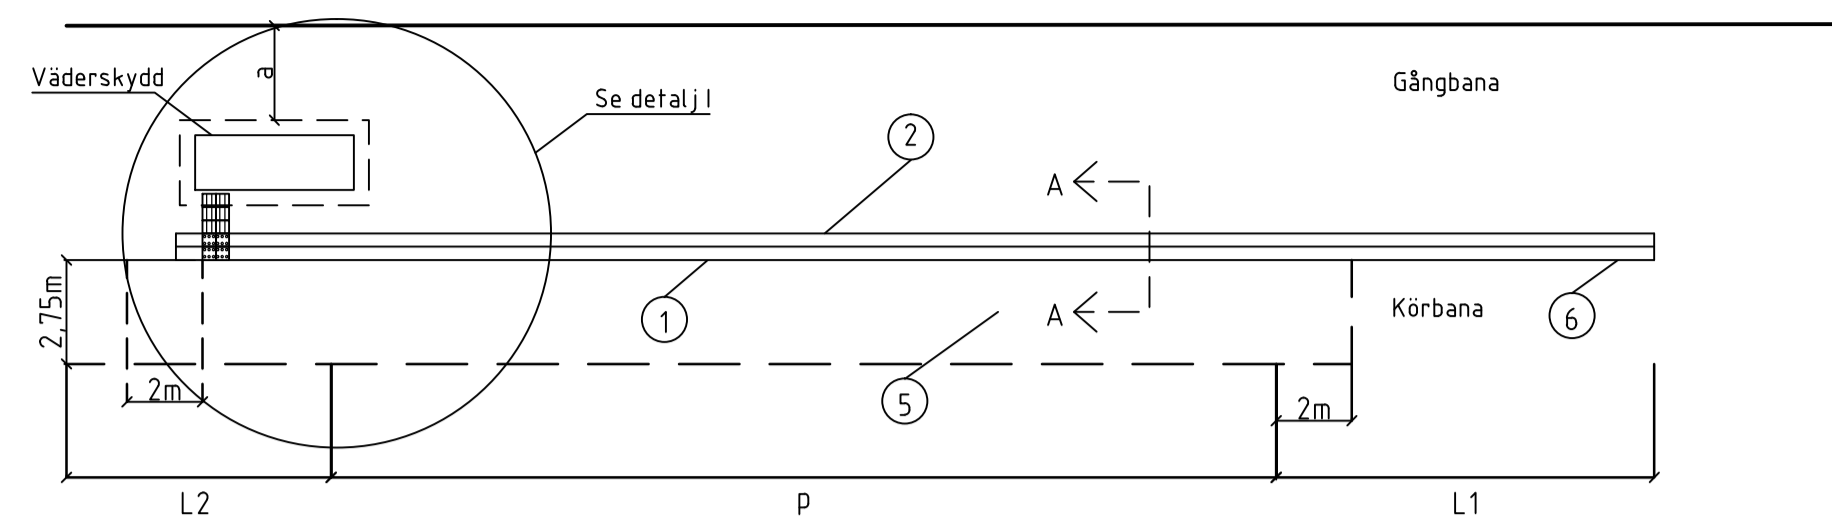 a
Väderskydd
Se detalj I
Gångbana
2
A
2,75m
1
A
Körbana
6
2m
5
2m
L2
P
L1